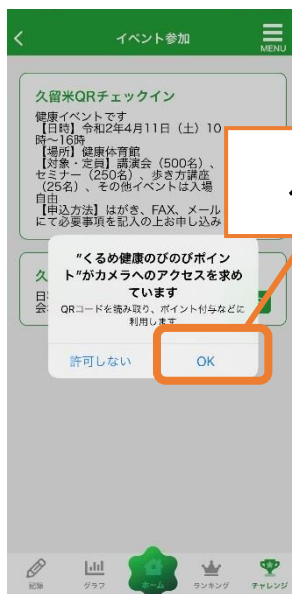 イベント参加
MENU
久留米QRチェックイン
健康イベントです
【日時】令和2年4月11日（土）10
時～16時
【場所】健康体育館
【対象・定員】講演会（500名）、
セミナー（250名）、歩き方講座
（25名）、その他イベントは入場
自由
【申込方法】はがき、FAX、メール
にて必要事項を記入の上お申し込み
久
日
会
"くるめ健康のびのびポイン
ト"がカメラへのアクセスを求め
ています
QRコードを読み取り、ポイント付与などに
利用します
許可しない
OK
記録
グラフ
ホーム
ランキング
チャレンジ